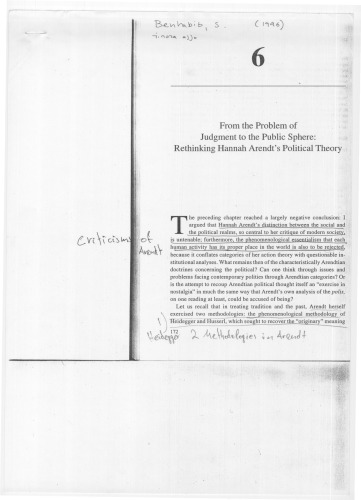 Benhabib, S. (1996)
6
From the Problem of
Judgment to the Public Sphere:
Rethinking Hannah Arendt's Political Theory
The preceding chapter reached a largely negative conclusion: I
argued that Hannah Arendt's distinction between the social and
the political realms, so central to her critique of modern society,
is untenable; furthermore, the phenomenological essentialism that each
human activity has its proper place in the world is also to be rejected,
because it conflates categories of her action theory with questionable in-
stitutional analyses. What remains then of the characteristically Arendtian
doctrines concerning the political? Can one think through issues and
problems facing contemporary politics through Arendtian categories? Or
is the attempt to recoup Arendtian political thought itself an "exercise in
nostalgia" in much the same way that Arendt's own analysis of the polis,
on one reading at least, could be accused of being?
Let us recall that in treating tradition and the past, Arendt herself
exercised two methodologies: the phenomenological methodology of
Heidegger and Husserl, which sought to recover the "originary" meaning
172
Criticisms of
Arendt
1)
Heidegger
2 Methodologies in Arendt